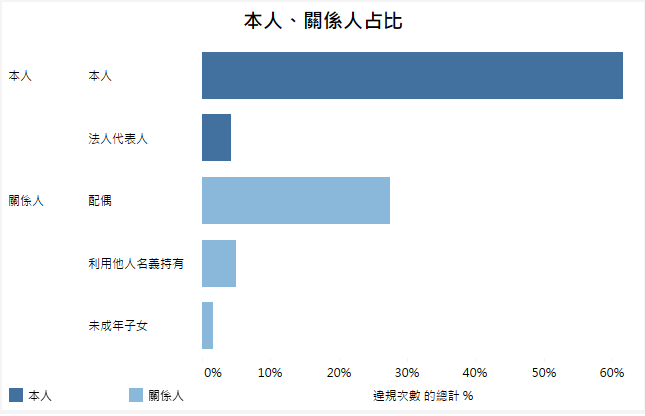 本人、關係人占比
本人 本人
法人代表人
關係人 配偶
利用他人名義持有
未成年子女
0% 10% 20% 30% 40% 50% 60%
本人 關係人 違規次數 的總計 %